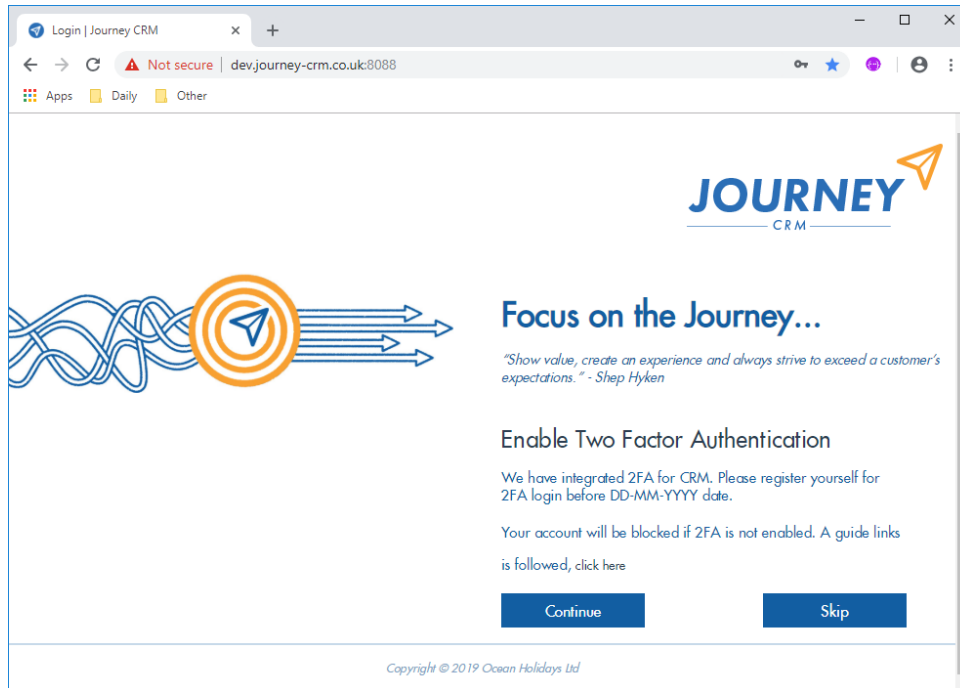 Login | Journey CRM
Not secure | dev.journey-crm.co.uk:8088
Apps Daily Other
JOURNEY
CRM
Focus on the Journey...
“Show value, create an experience and always strive to exceed a customer’s
expectations.” - Shep Hyken
Enable Two Factor Authentication
We have integrated 2FA for CRM. Please register yourself for
2FA login before DD-MM-YYYY date.
Your account will be blocked if 2FA is not enabled. A guide links
is followed, click here
Continue Skip
Copyright © 2019 Ocean Holidays Ltd